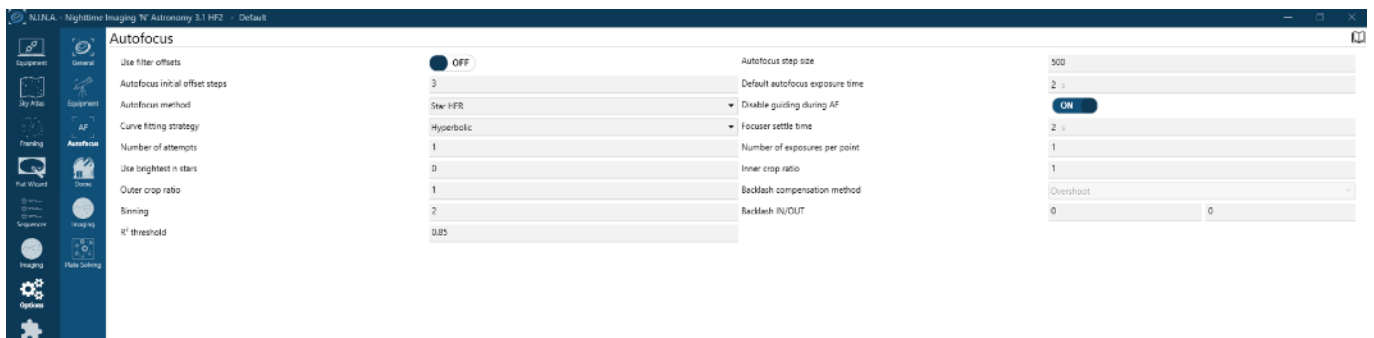 N.I.N.A. - Nighttime Imaging 'N' Astronomy 3.1 HF2 - Default
Equipment
Sky Atlas
Framing
Flat Wizard
Sequencer
Imaging
Options
General
Equipment
AF
Autofocus
Dome
Imaging
Plate Solving
Autofocus
Use filter offsets OFF
Autofocus initial offset steps 3
Autofocus method Star HFR
Curve fitting strategy Hyperbolic
Number of attempts 1
Use brightest n stars 0
Outer crop ratio 1
Binning 2
R² threshold 0.85
Autofocus step size 500
Default autofocus exposure time 2 s
Disable guiding during AF ON
Focuser settle time 2 s
Number of exposures per point 1
Inner crop ratio 1
Backlash compensation method Overshoot
Backlash IN/OUT 0 0